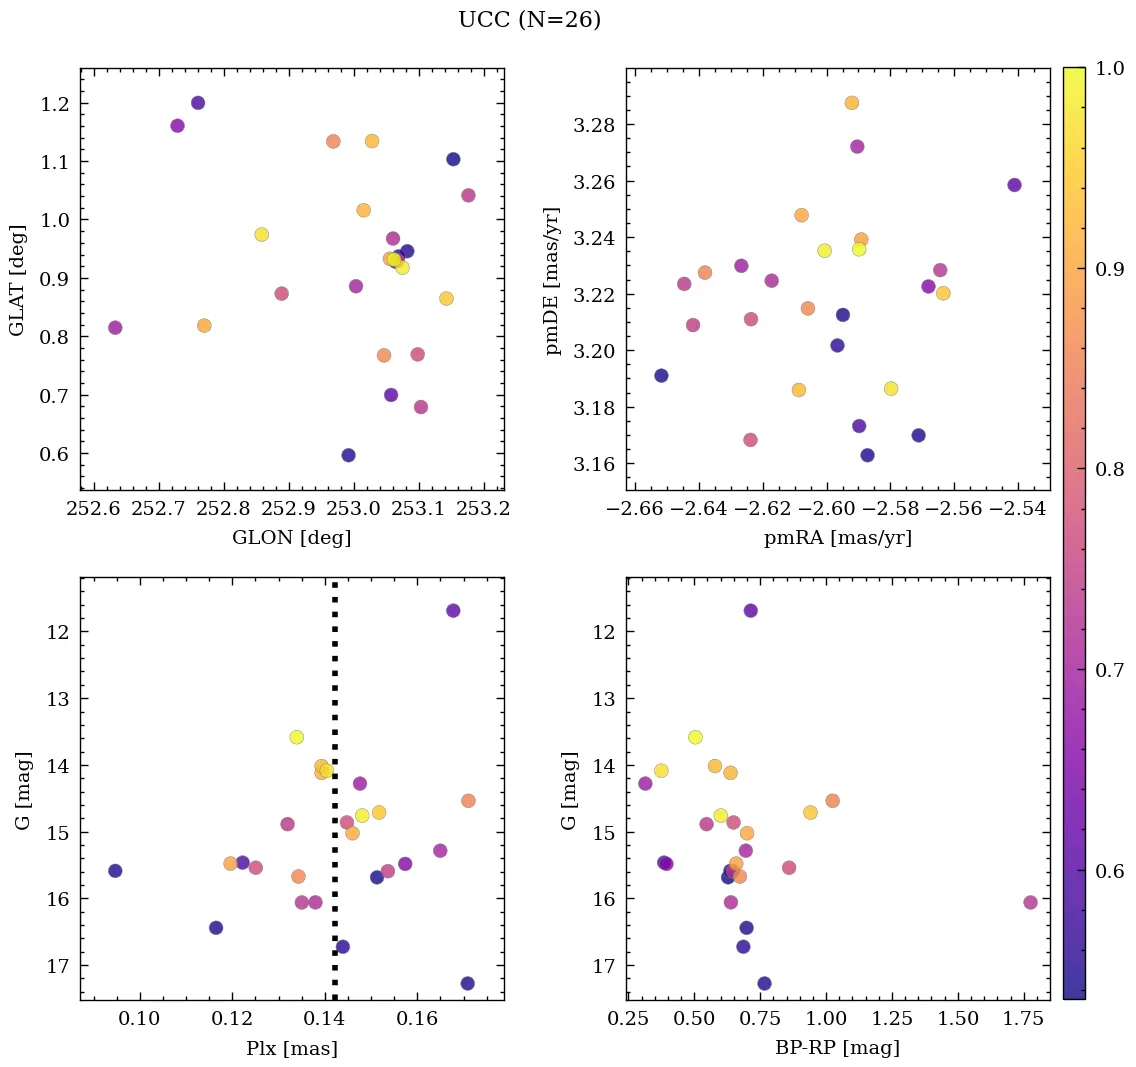 UCC (N=26)
1.2
1.1
1.0
0.9
0.8
0.7
0.6
GLAT [deg]
252.6 252.7 252.8 252.9 253.0 253.1 253.2
GLON [deg]
3.28
3.26
3.24
3.22
3.20
3.18
3.16
pmDE [mas/yr]
−2.66 −2.64 −2.62 −2.60 −2.58 −2.56 −2.54
pmRA [mas/yr]
12
13
14
15
16
17
G [mag]
0.10 0.12 0.14 0.16
Plx [mas]
12
13
14
15
16
17
G [mag]
0.25 0.50 0.75 1.00 1.25 1.50 1.75
BP-RP [mag]
1.0
0.9
0.8
0.7
0.6